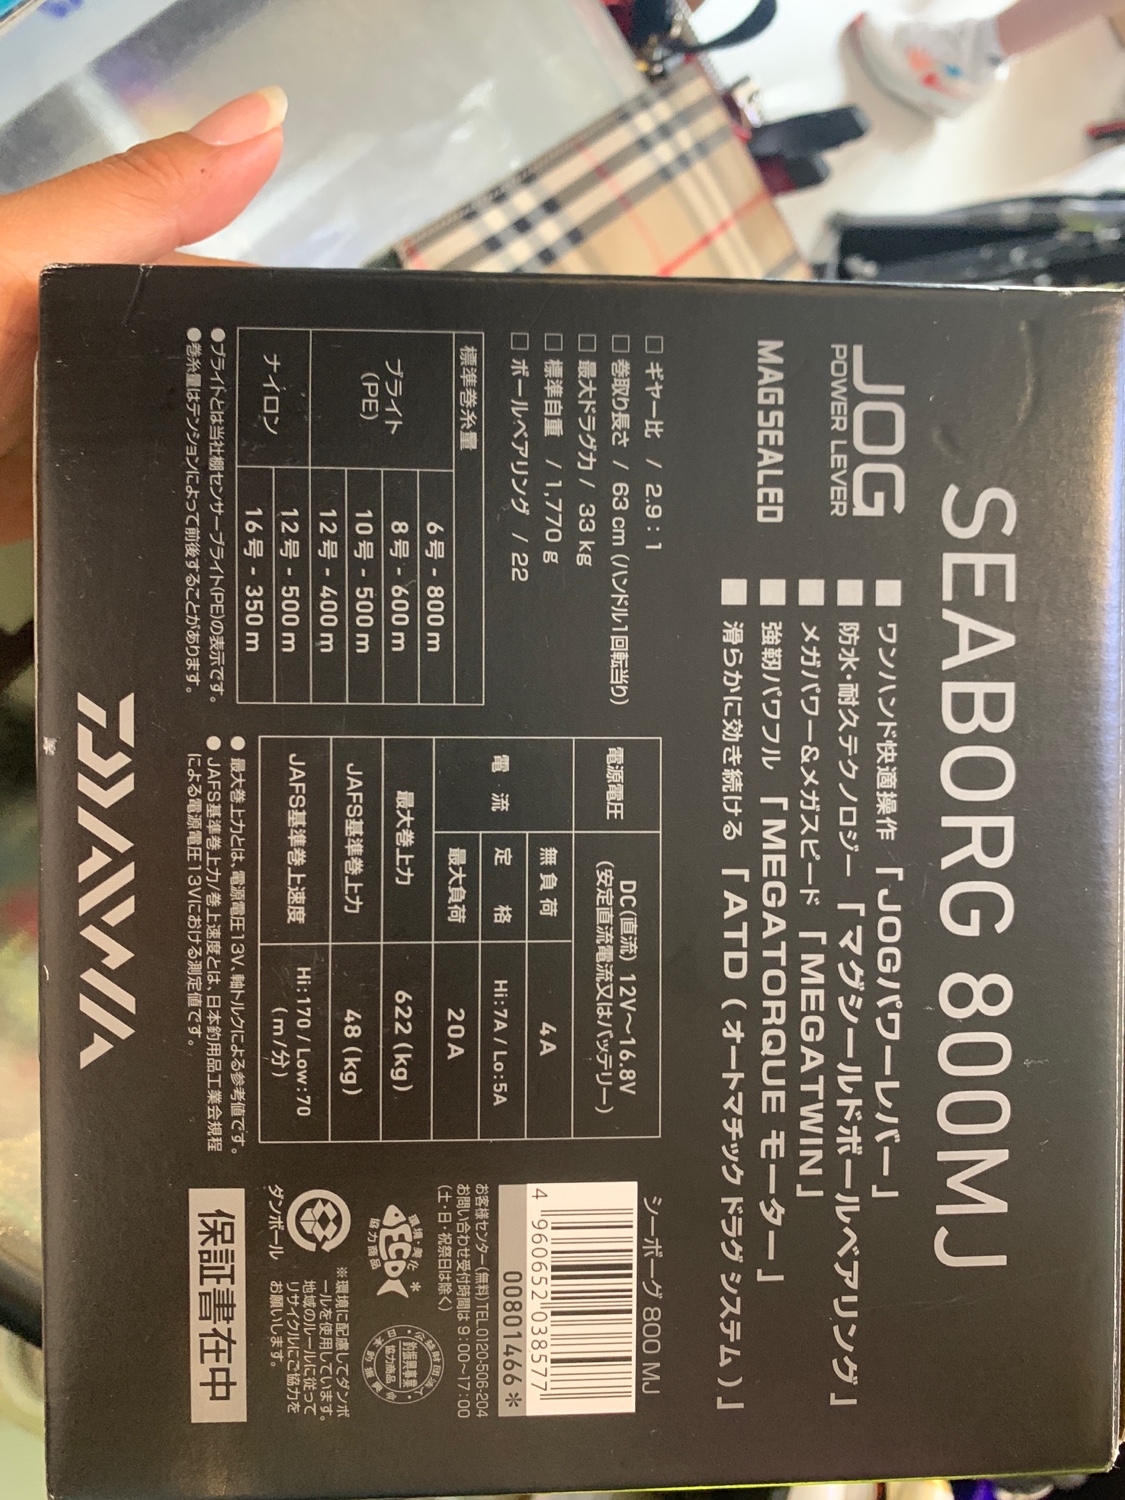 SEABORG 800MJ
JOG
POWER LEVER
MAGSEALED
■ ワンハンド快適操作 「JOGパワーレバー」
■ 防水・耐久テクノロジー 「マグシールドボールベアリング」
■ メガパワー&メガスピード 「MEGATWIN」
■ 強靭パワフル 「MEGATORQUE モーター」
■ 滑らかに効き続ける 「ATD (オートマチックドラグシステム)」
□ ギヤー比 / 2.9:1
□ 巻取り長さ / 63 cm (ハンドル1回転当り)
□ 最大ドラグ力 / 33 kg
□ 標準自重 / 1,770 g
□ ボールベアリング / 22
標準巻糸量
ブライト (PE)
6号 - 800 m
8号 - 600 m
10号 - 500 m
12号 - 400 m
ナイロン
12号 - 500 m
16号 - 350 m
●ブライトとは当社棚センサーブライト(PE)の表示です。
●巻糸量はテンションによって前後することがあります。
電源電圧 DC(直流) 12V〜16.8V
(安定直流電流又はバッテリー)
電 流 無負荷 4A
定 格 Hi:7A / Lo:5A
最大負荷 20A
最大巻上力 622 (kg)
JAFS基準巻上力 48 (kg)
JAFS基準巻上速度 Hi:170 / Low:70
(m/分)
● 最大巻上力とは、電源電圧13V、軸トルクによる参考値です。
● JAFS基準巻上力/巻上速度とは、日本釣用品工業会規程
による電源電圧13Vにおける測定値です。
シーボーグ 800 MJ
4 960652 038577
00801466 *
お客様センター(無料)TEL.0120-506-204
お問い合わせ受付時間は9:00〜17:00
(土・日・祝祭日は除く)
環境・美化
ECO
協力商品
釣振興事業
協力商品
ダンボール
※環境に配慮してダンボ
ールを使用しています。
地域のルールに従って
リサイクルにご協力を
お願いします。
保証書在中
DAIWA